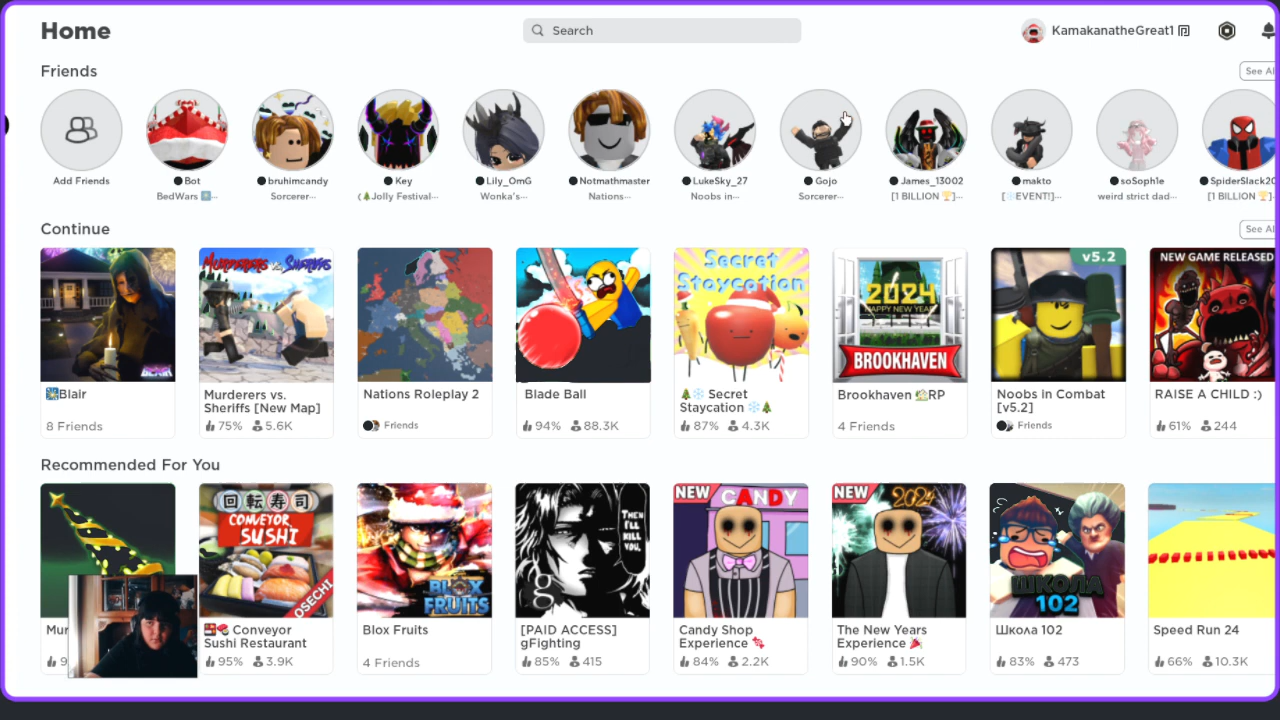 Home
Search
KamakanatheGreat1
Friends
See Al
Add Friends
Bot
bruhimcandy
Key
Lily_OmG
Notmathmaster
LukeSky_27
Gojo
James_13002
makto
soSoph1e
SpiderSlack20
BedWars
Sorcerer···
(🎄Jolly Festival···
Wonka's···
Nations···
Noobs in···
Sorcerer···
[1 BILLION 🏆]···
[❄️EVENT!]···
weird strict dad···
[1 BILLION 🏆]···
Continue
See Al
MURDERERS vs SHERIFFS
Secret
Staycation
2024
HAPPY NEW YEAR
BROOKHAVEN
v5.2
NEW GAME RELEASED
BLAIR
🎆Blair
8 Friends
Murderers vs.
Sheriffs [New Map]
75% 5.6K
Nations Roleplay 2
Friends
Blade Ball
94% 88.3K
🎄❄️ Secret
Staycation ❄️🎄
87% 4.3K
Brookhaven 🏡RP
4 Friends
Noobs in Combat
[v5.2]
Friends
RAISE A CHILD :)
61% 244
Recommended For You
回転寿司
CONVEYOR
SUSHI
OSECHI
BLOX
FRUITS
THEN
I'LL
KILL
YOU.
g
NEW
CANDY
NEW
2024
ШКОЛА
102
Mur
9
🍱🍣 Conveyor
Sushi Restaurant
95% 3.9K
Blox Fruits
4 Friends
[PAID ACCESS]
gFighting
85% 415
Candy Shop
Experience 🍬
84% 2.2K
The New Years
Experience 🎉
90% 1.5K
Школа 102
83% 473
Speed Run 24
66% 10.3K